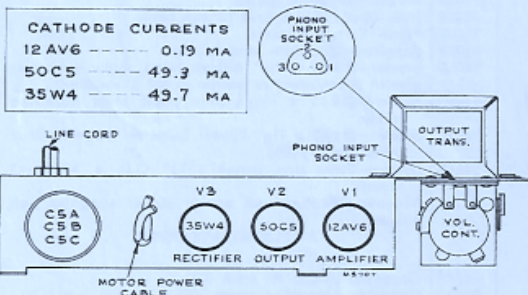 CATHODE CURRENTS
12AV6 ----- 0.19 MA
50C5 ----- 49.3 MA
35W4 ----- 49.7 MA
PHONO
INPUT
SOCKET
2
3 1
OUTPUT
TRANS.
LINE CORD
PHONO INPUT
SOCKET
V3 V2 V1
C5A
C5B
C5C
35W4 50C5 12AV6
VOL.
CONT.
RECTIFIER OUTPUT AMPLIFIER
MOTOR POWER
CABLE